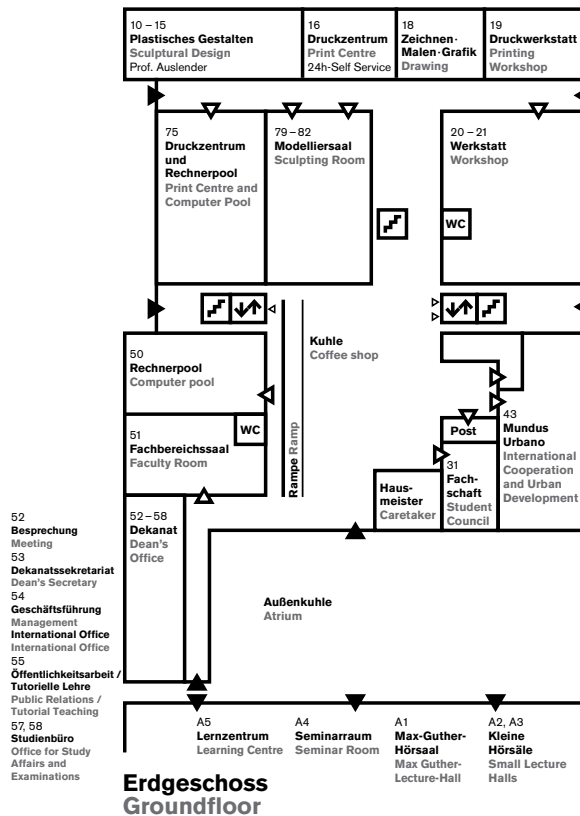 10 – 15
Plastisches Gestalten
Sculptural Design
Prof. Auslender
16
Druckzentrum
Print Centre
24h-Self Service
18
Zeichnen·
Malen·Grafik
Drawing
19
Druckwerkstatt
Printing
Workshop
75
Druckzentrum
und
Rechnerpool
Print Centre and
Computer Pool
79 – 82
Modelliersaal
Sculpting Room
20 – 21
Werkstatt
Workshop
WC
50
Rechnerpool
Computer pool
Kuhle
Coffee shop
51
Fachbereichssaal
Faculty Room
WC
Rampe Ramp
Post
43
Mundus
Urbano
International
Cooperation
and Urban
Development
31
Fach-
schaft
Student
Council
Haus-
meister
Caretaker
52 – 58
Dekanat
Dean's
Office
52
Besprechung
Meeting
53
Dekanatssekretariat
Dean's Secretary
54
Geschäftsführung
Management
International Office
International Office
55
Öffentlichkeitsarbeit /
Tutorielle Lehre
Public Relations /
Tutorial Teaching
57, 58
Studienbüro
Office for Study
Affairs and
Examinations
Außenkuhle
Atrium
A5
Lernzentrum
Learning Centre
A4
Seminarraum
Seminar Room
A1
Max-Guther-
Hörsaal
Max Guther-
Lecture-Hall
A2, A3
Kleine
Hörsäle
Small Lecture
Halls
Erdgeschoss
Groundfloor